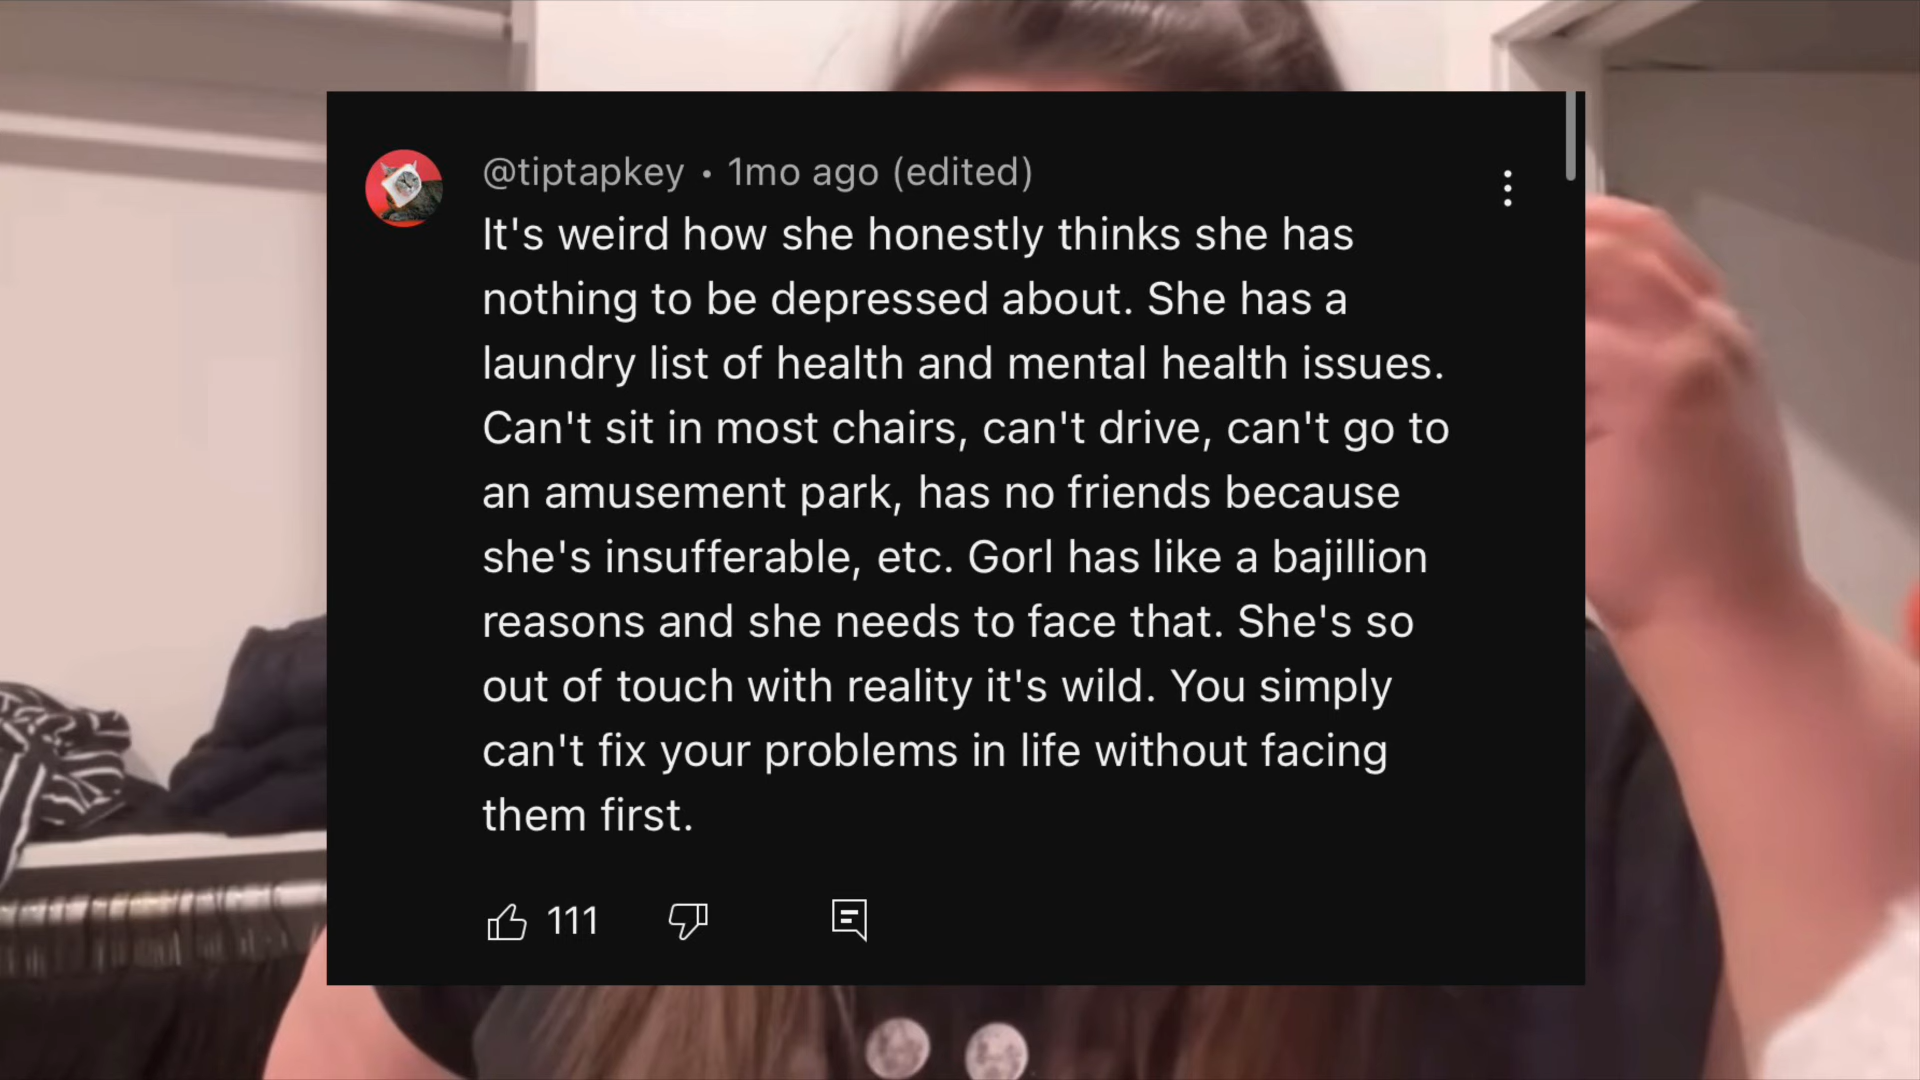 @tiptapkey • 1mo ago (edited)
It's weird how she honestly thinks she has
nothing to be depressed about. She has a
laundry list of health and mental health issues.
Can't sit in most chairs, can't drive, can't go to
an amusement park, has no friends because
she's insufferable, etc. Gorl has like a bajillion
reasons and she needs to face that. She's so
out of touch with reality it's wild. You simply
can't fix your problems in life without facing
them first.
111